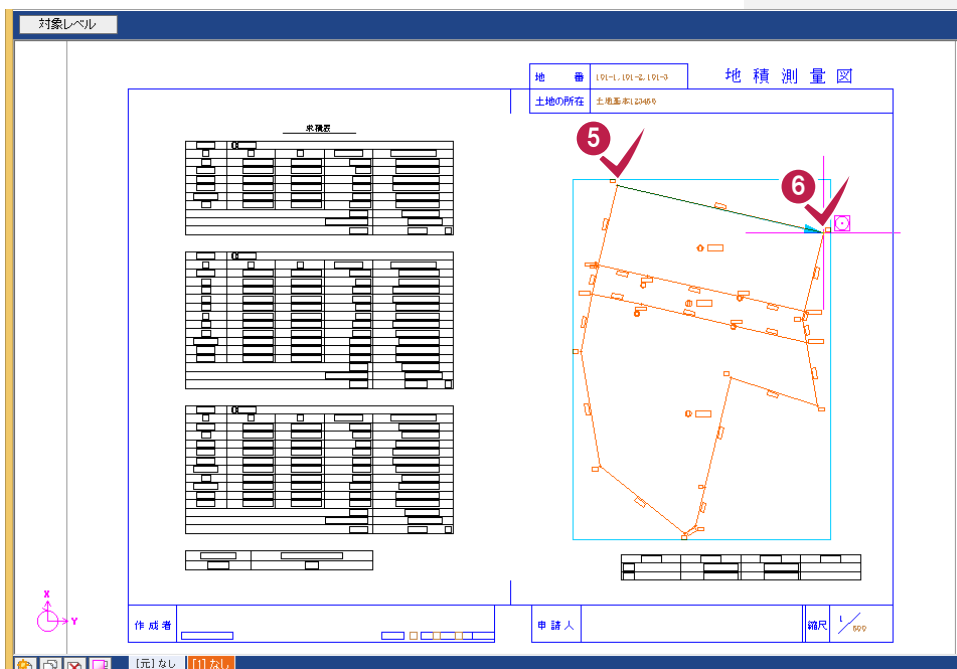 対象レベル
地番 101-1,101-2,101-3
地積測量図
土地の所在 土地基本123456
求積表
5
6
X
Y
作成者
申請人
縮尺 1/500
[元]なし [1]なし